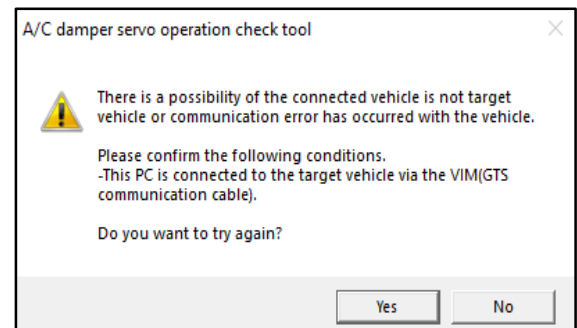 A/C damper servo operation check tool
There is a possibility of the connected vehicle is not target
vehicle or communication error has occurred with the vehicle.
Please confirm the following conditions.
-This PC is connected to the target vehicle via the VIM(GTS
communication cable).
Do you want to try again?
Yes No